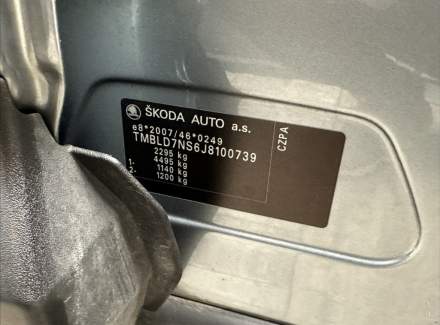 ŠKODA AUTO a.s.
e8*2007/46*0249
TMBLD7NS6J8100739
2295 kg
4495 kg
1- 1140 kg
2- 1200 kg
CZPA